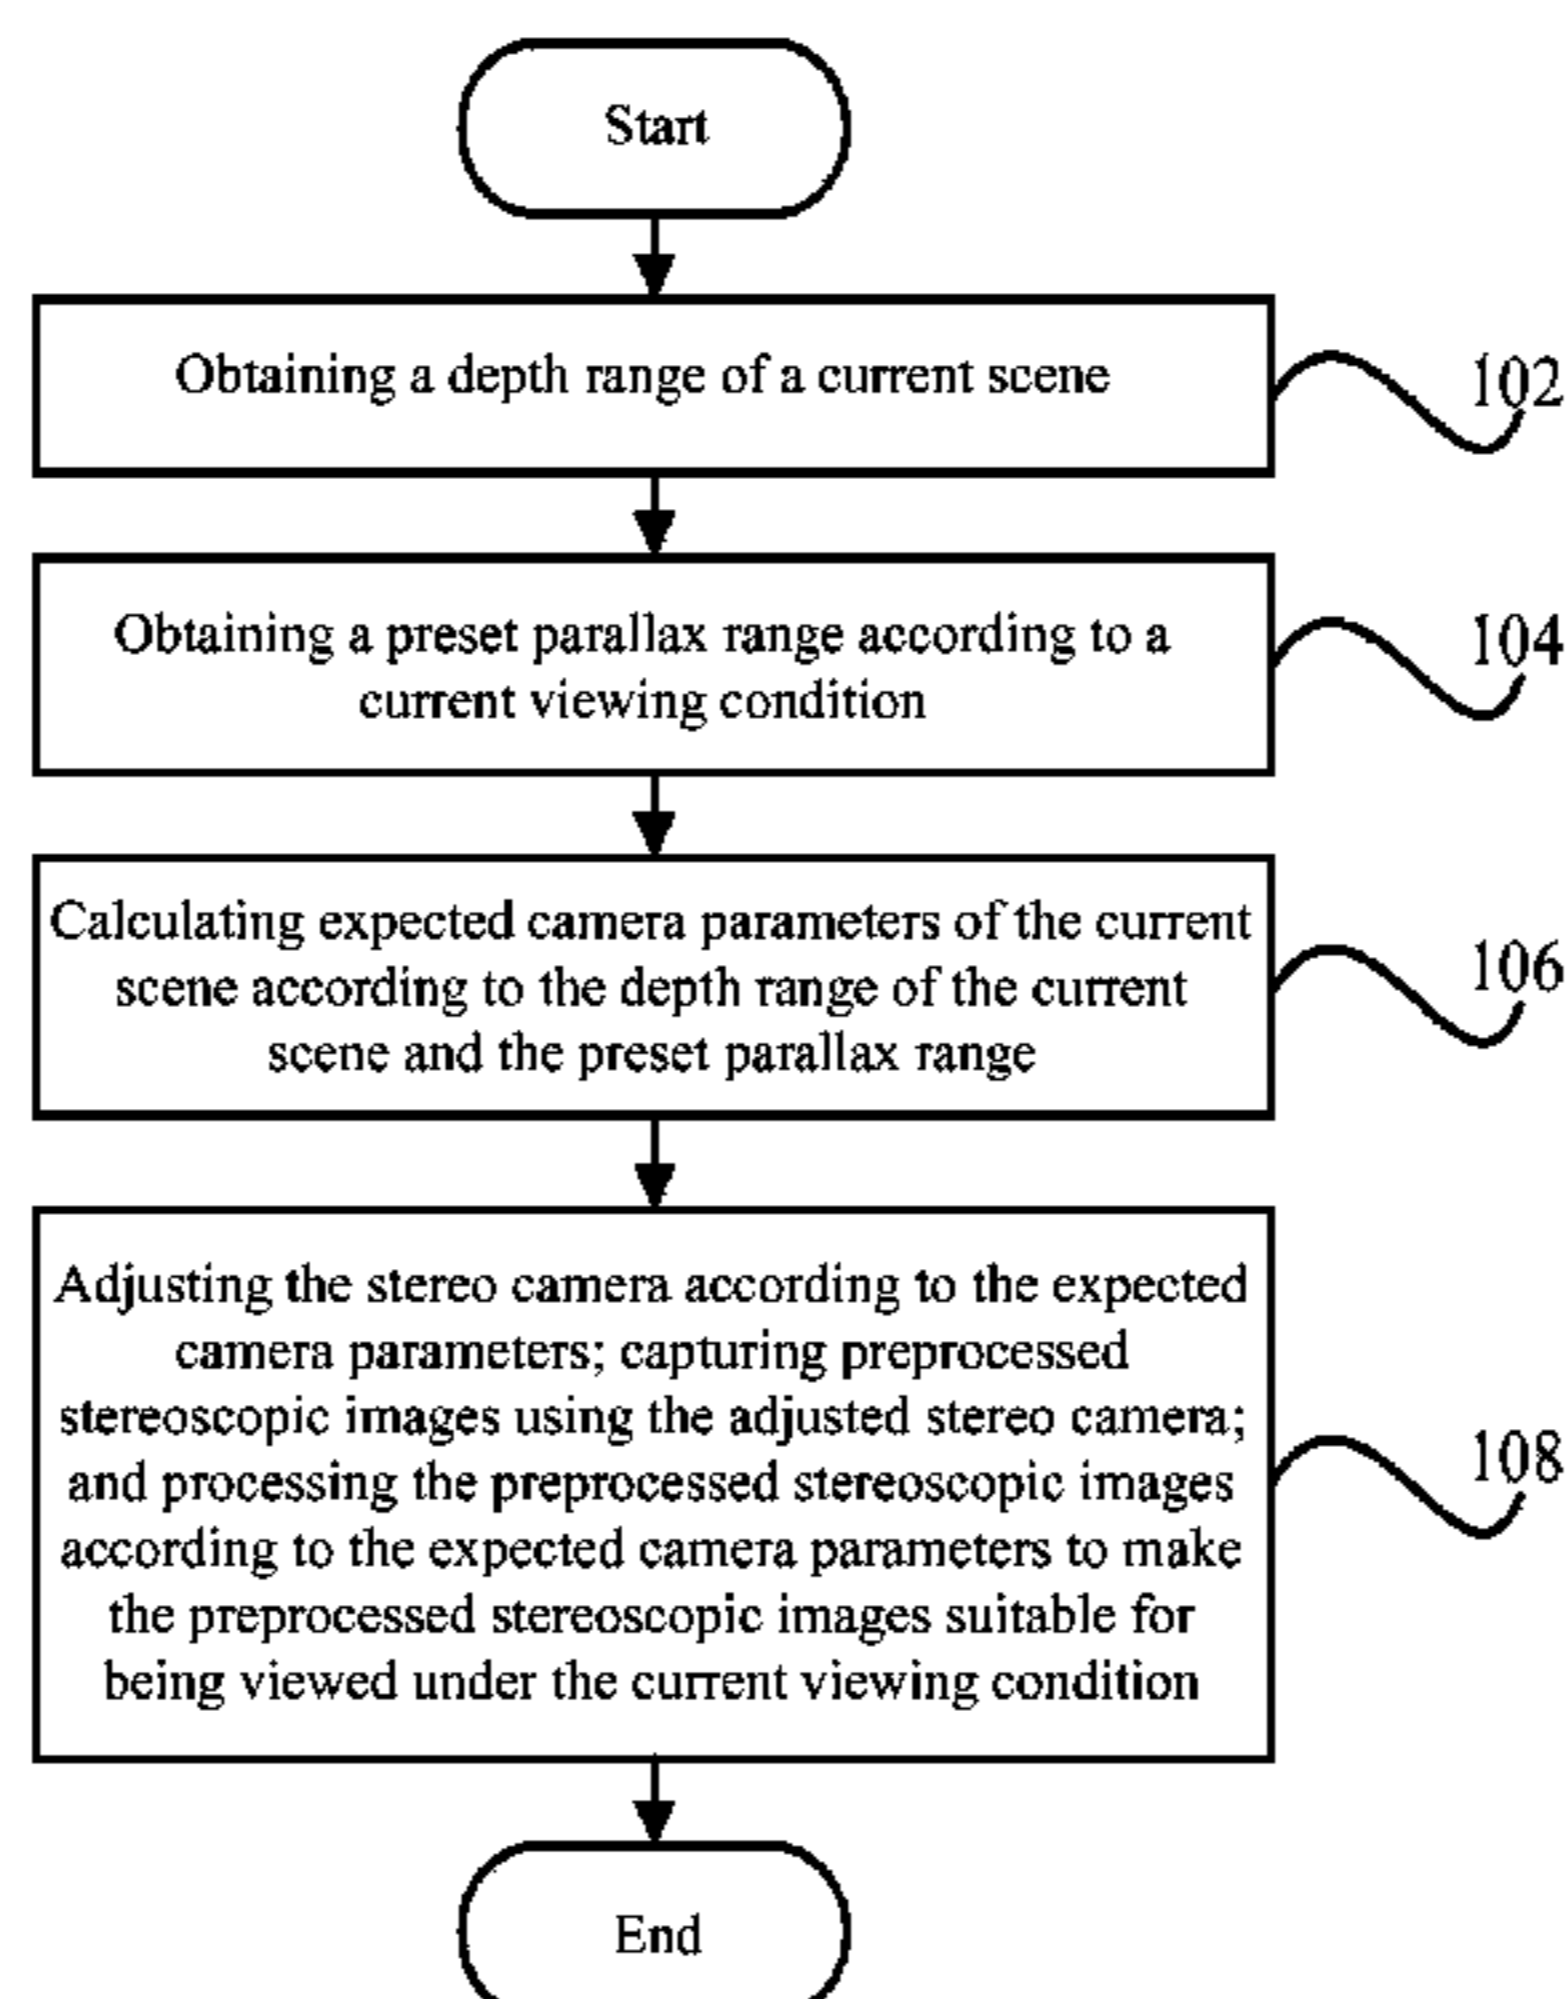 Start
Obtaining a depth range of a current scene
102
Obtaining a preset parallax range according to a
current viewing condition
104
Calculating expected camera parameters of the current
scene according to the depth range of the current
scene and the preset parallax range
106
Adjusting the stereo camera according to the expected
camera parameters; capturing preprocessed
stereoscopic images using the adjusted stereo camera;
and processing the preprocessed stereoscopic images
according to the expected camera parameters to make
the preprocessed stereoscopic images suitable for
being viewed under the current viewing condition
108
End